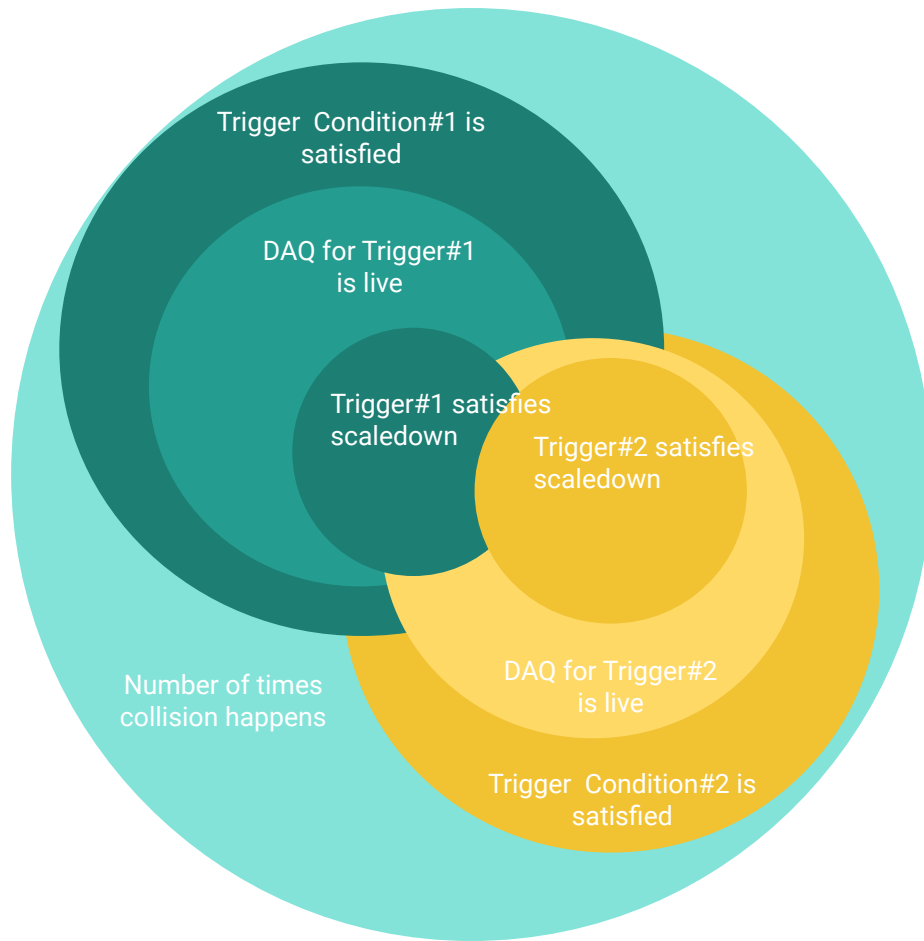 Trigger  Condition#1 is
satisfied
DAQ for Trigger#1
is live
Trigger#1 satisfies
scaledown
Trigger#2 satisfies
scaledown
DAQ for Trigger#2
is live
Number of times
collision happens
Trigger  Condition#2 is
satisfied